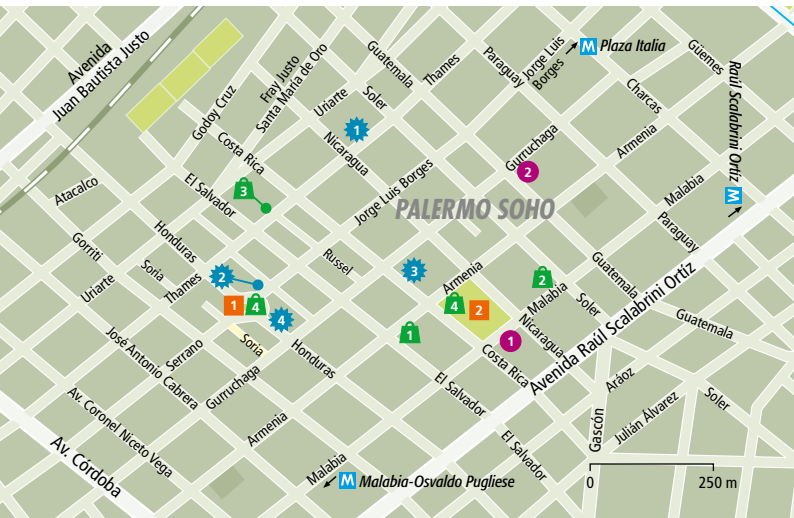 Avenida
Juan Bautista Justo
Guatemala
Thames
Paraguay
Jorge Luis
Borges
M Plaza Italia
Güemes
Raúl Scalabrini Ortíz
M
Fray Justo
Santa María de Oro
Godoy Cruz
Uriarte
Soler
Charcas
Armenia
1
Costa Rica
Nicaragua
Gurruchaga
2
Atacalco
El Salvador
3
Jorge Luis Borges
Malabia
PALERMO SOHO
Paraguay
Gorriti
Honduras
Soria
Thames
Uriarte
Russel
2
3
Armenia
2
Guatemala
Malabia
Soler
1
4
4
4
2
Nicaragua
1
1
Guatemala
Avenida Raúl Scalabrini Ortíz
José Antonio Cabrera
Serrano
Soria
Honduras
Costa Rica
Gurruchaga
El Salvador
Aráoz
Soler
Av. Coronel Niceto Vega
Armenia
Gascón
Julián Álvarez
El Salvador
Av. Córdoba
Malabia
M Malabia-Osvaldo Pugliese
0
250 m